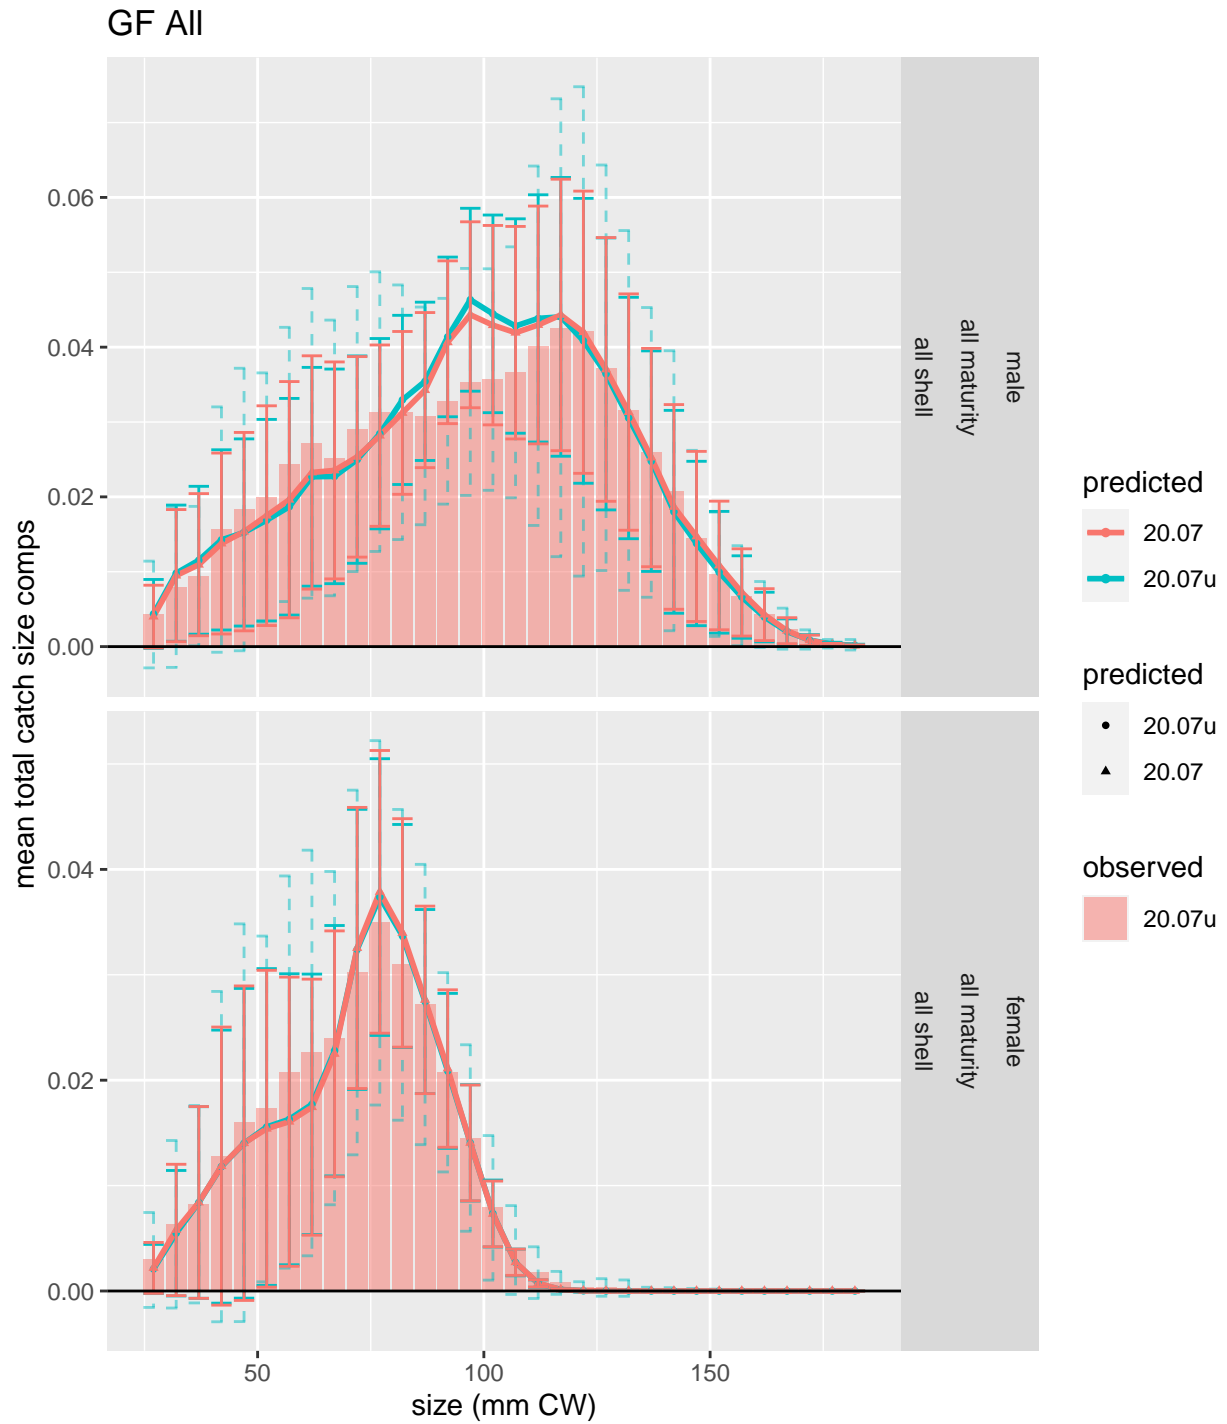 GF All
mean total catch size comps
0.06
0.04
0.02
0.00
male
all maturity
all shell
0.04
0.02
0.00
female
all maturity
all shell
50
100
150
size (mm CW)
predicted
20.07
20.07u
predicted
20.07u
20.07
observed
20.07u